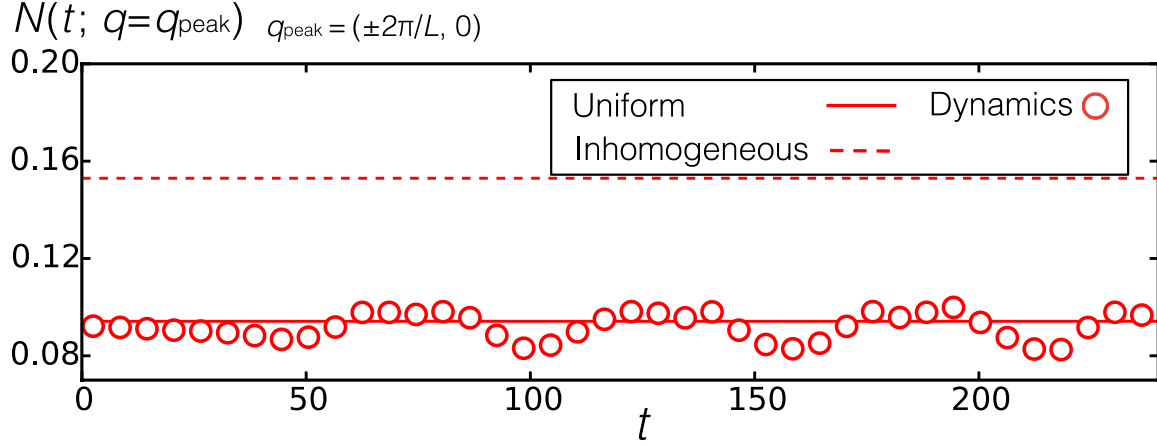 N(t; q=qpeak) qpeak = (±2π/L, 0)
0.20
Uniform Dynamics
Inhomogeneous
0.16
0.12
0.08
0 50 100 150 200
t